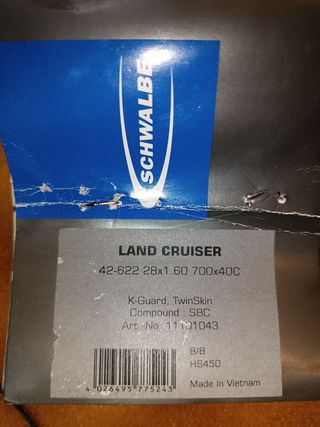 SCHWALBE
LAND CRUISER
42-622 28x1.60 700x40C
K-Guard, TwinSkin
Compound : SBC
Art.-No. 11101043
B/B
HS450
4 026495 775243
Made in Vietnam